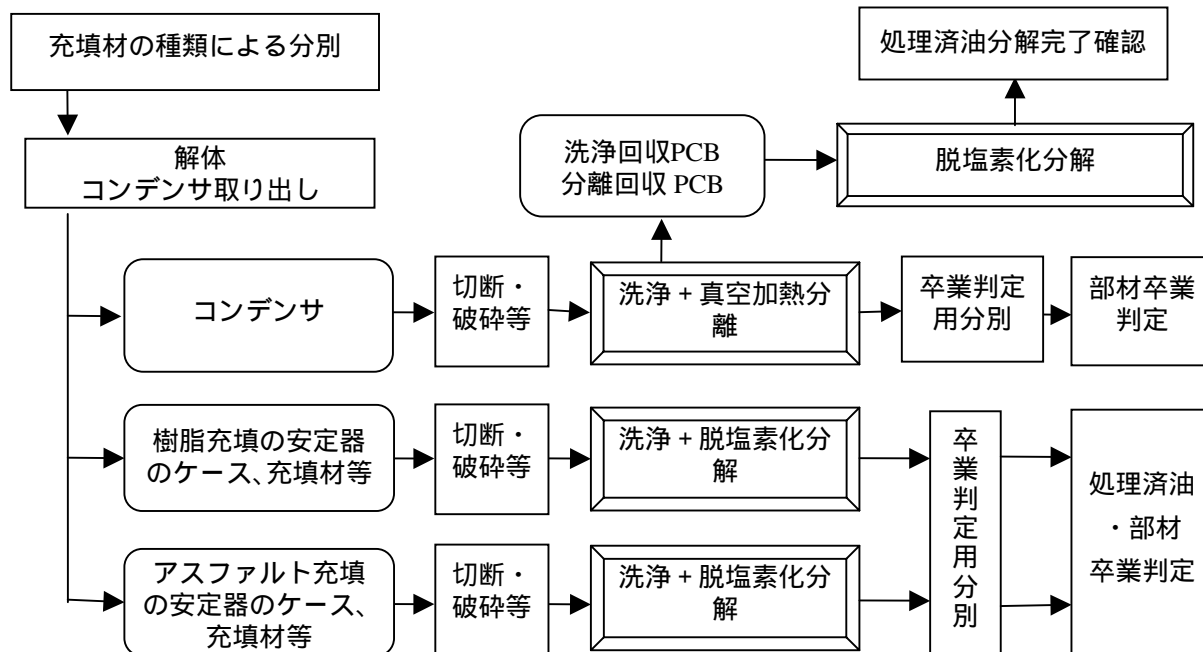 充填材の種類による分別
処理済油分解完了確認
解体
コンデンサ取り出し
洗浄回収PCB
分離回収 PCB
脱塩素化分解
コンデンサ
切断・
破砕等
洗浄 + 真空加熱分
離
卒業判定
用分別
部材卒業
判定
樹脂充填の安定器
のケース、充填材等
切断・
破砕等
洗浄 + 脱塩素化分
解
卒業判定用分別
処理済油
・部材
卒業判定
アスファルト充填
の安定器のケース、
充填材等
切断・
破砕等
洗浄 + 脱塩素化分
解